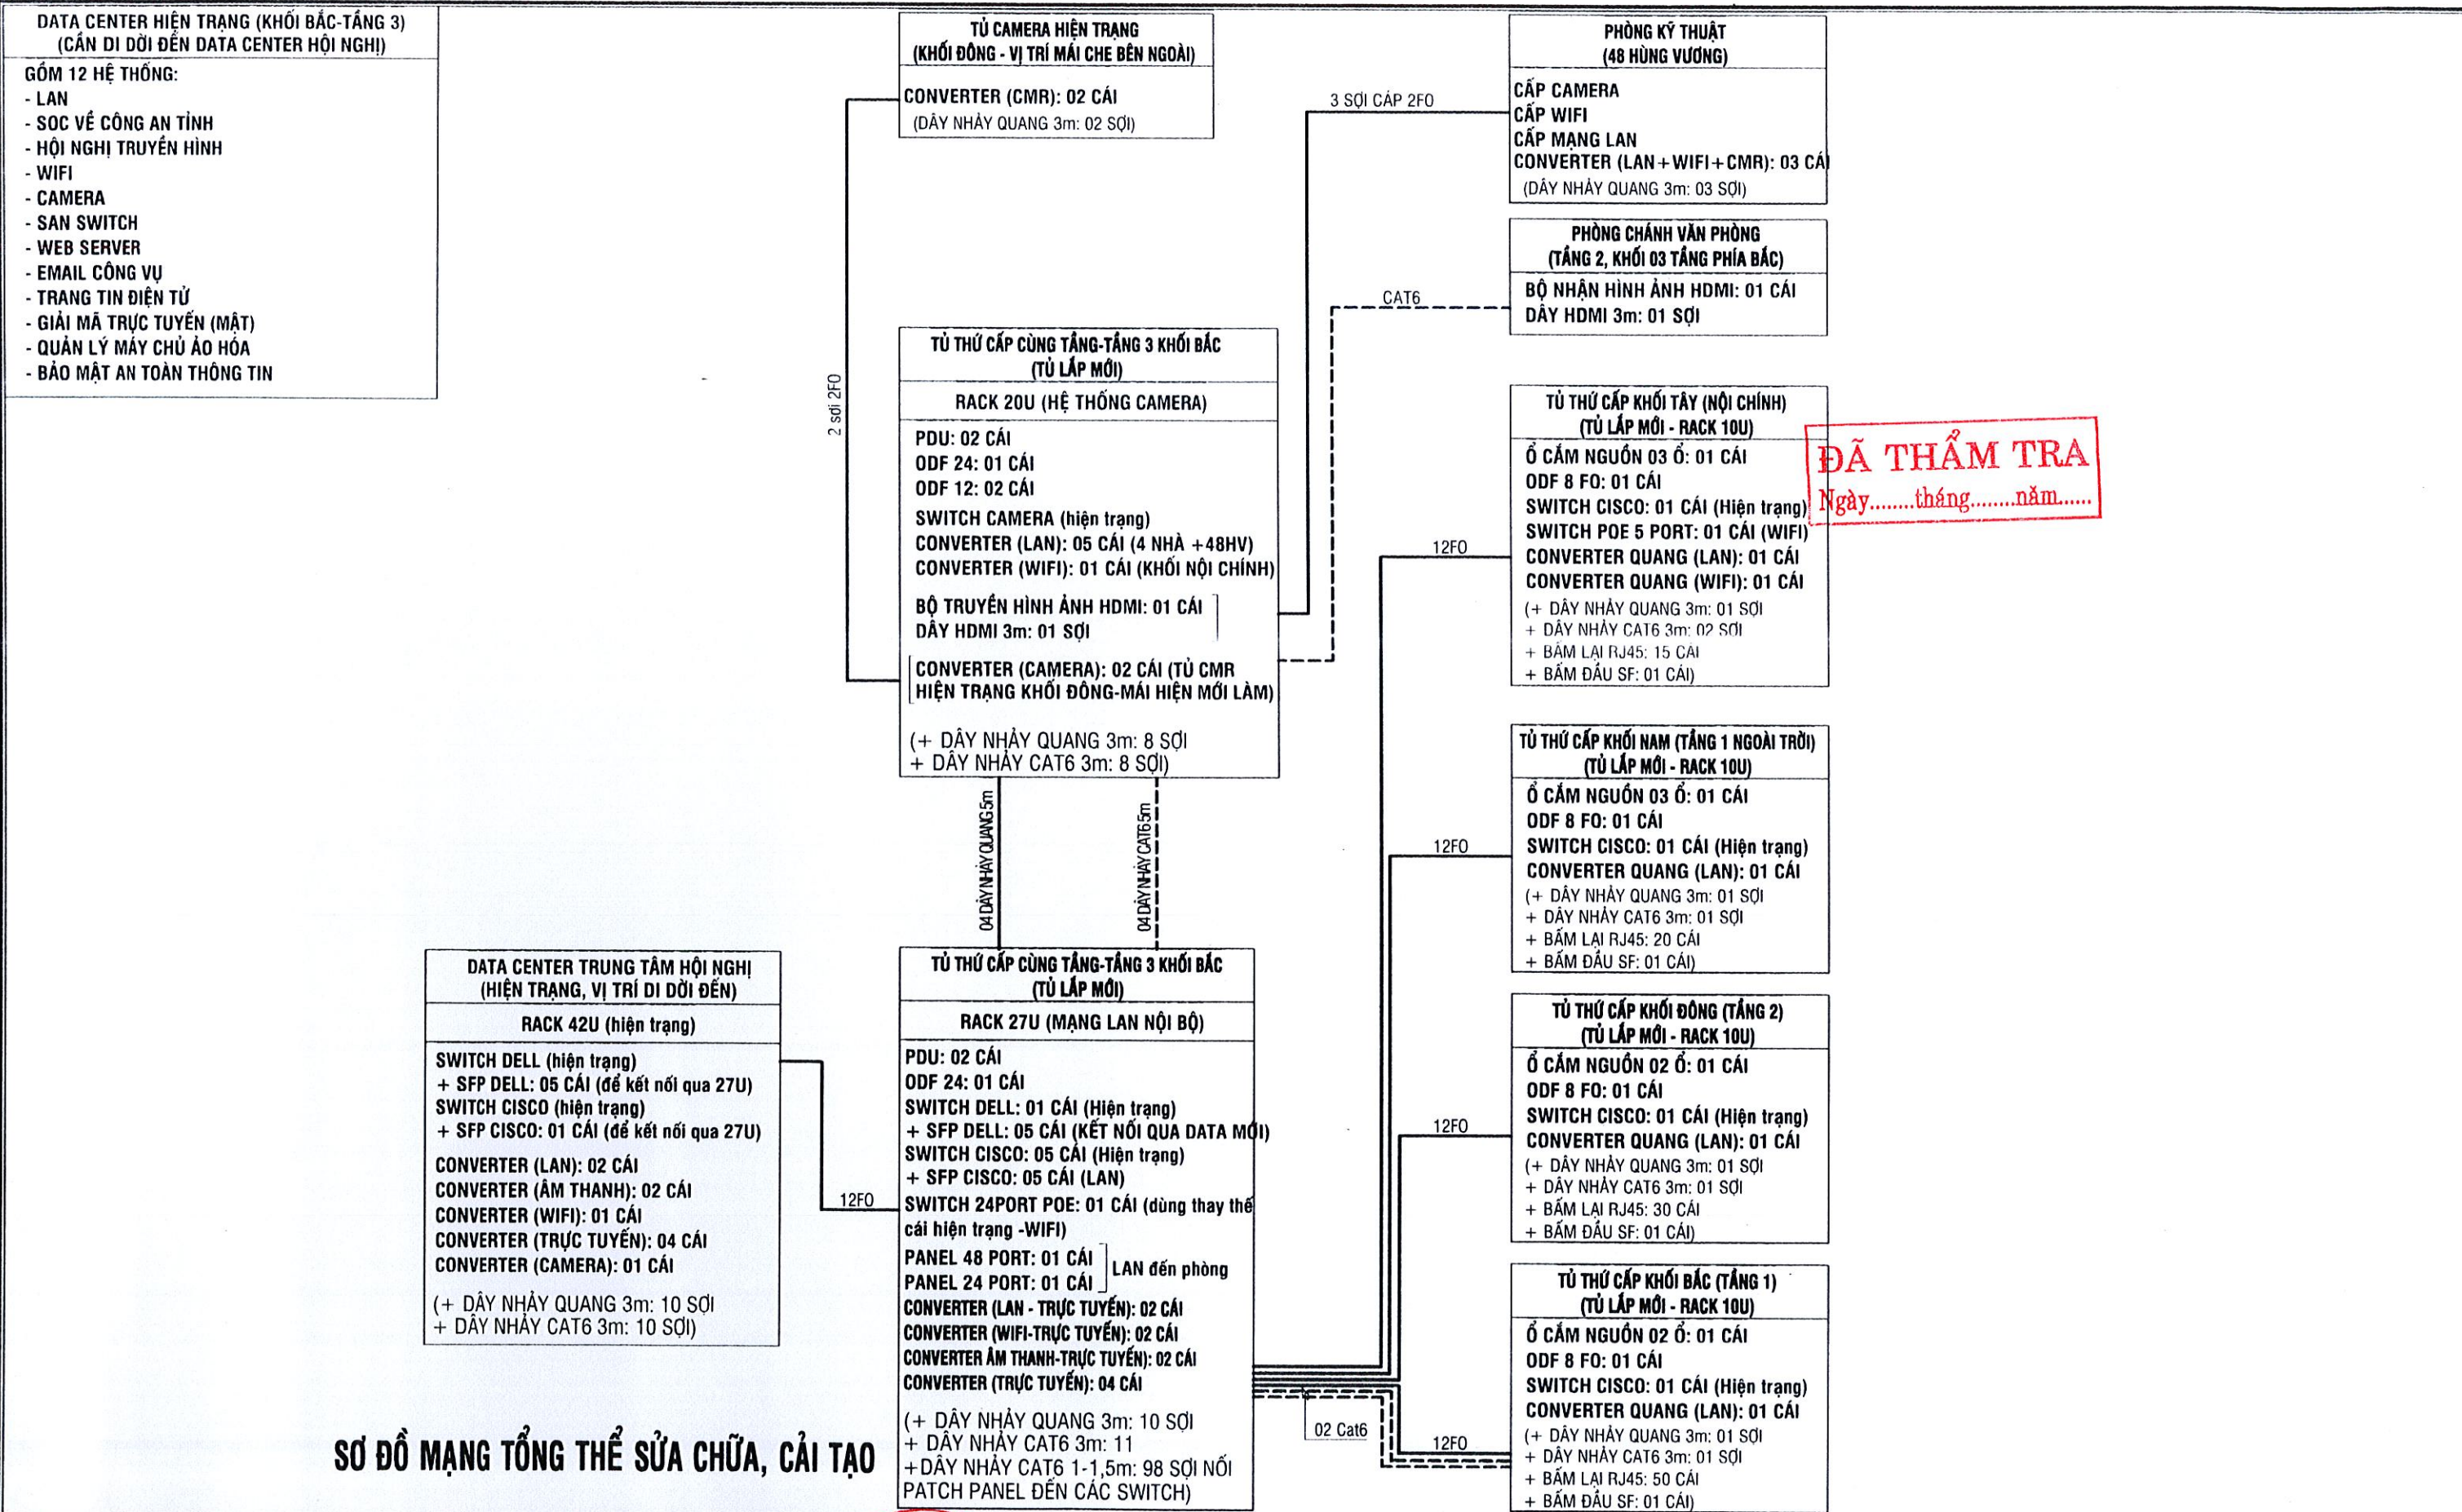 DATA CENTER HIỆN TRẠNG (KHỐI BẮC-TẦNG 3)
(CẦN DI DỜI ĐẾN DATA CENTER HỘI NGHỊ)
GỒM 12 HỆ THỐNG:
- LAN
- SOC VỀ CÔNG AN TỈNH
- HỘI NGHỊ TRUYỀN HÌNH
- WIFI
- CAMERA
- SAN SWITCH
- WEB SERVER
- EMAIL CÔNG VỤ
- TRANG TIN ĐIỆN TỬ
- GIẢI MÃ TRỰC TUYẾN (MẬT)
- QUẢN LÝ MÁY CHỦ ẢO HÓA
- BẢO MẬT AN TOÀN THÔNG TIN
TỦ CAMERA HIỆN TRẠNG
(KHỐI ĐÔNG - VỊ TRÍ MÁI CHE BÊN NGOÀI)
CONVERTER (CMR): 02 CÁI
(DÂY NHẢY QUANG 3m: 02 SỢI)
2 sợi 2FO
3 SỢI CÁP 2FO
PHÒNG KỸ THUẬT
(48 HÙNG VƯƠNG)
CẤP CAMERA
CẤP WIFI
CẤP MẠNG LAN
CONVERTER (LAN+WIFI+CMR): 03 CÁI
(DÂY NHẢY QUANG 3m: 03 SỢI)
PHÒNG CHÁNH VĂN PHÒNG
(TẦNG 2, KHỐI 03 TẦNG PHÍA BẮC)
BỘ NHẬN HÌNH ẢNH HDMI: 01 CÁI
DÂY HDMI 3m: 01 SỢI
CAT6
TỦ THỨ CẤP CÙNG TẦNG-TẦNG 3 KHỐI BẮC
(TỦ LẮP MỚI)
RACK 20U (HỆ THỐNG CAMERA)
PDU: 02 CÁI
ODF 24: 01 CÁI
ODF 12: 02 CÁI
SWITCH CAMERA (hiện trạng)
CONVERTER (LAN): 05 CÁI (4 NHÀ +48HV)
CONVERTER (WIFI): 01 CÁI (KHỐI NỘI CHÍNH)
BỘ TRUYỀN HÌNH ẢNH HDMI: 01 CÁI
DÂY HDMI 3m: 01 SỢI
CONVERTER (CAMERA): 02 CÁI (TỦ CMR
HIỆN TRẠNG KHỐI ĐÔNG-MÁI HIỆN MỚI LÀM)
(+ DÂY NHẢY QUANG 3m: 8 SỢI
+ DÂY NHẢY CAT6 3m: 8 SỢI)
04 DÂY NHẢY QUANG 5m
04 DÂY NHẢY CAT6 5m
TỦ THỨ CẤP KHỐI TÂY (NỘI CHÍNH)
(TỦ LẮP MỚI - RACK 10U)
Ổ CẮM NGUỒN 03 Ổ: 01 CÁI
ODF 8 FO: 01 CÁI
SWITCH CISCO: 01 CÁI (Hiện trạng)
SWITCH POE 5 PORT: 01 CÁI (WIFI)
CONVERTER QUANG (LAN): 01 CÁI
CONVERTER QUANG (WIFI): 01 CÁI
(+ DÂY NHẢY QUANG 3m: 01 SỢI
+ DÂY NHẢY CAT6 3m: 02 SỢI
+ BẤM LẠI RJ45: 15 CÁI
+ BẤM ĐẦU SF: 01 CÁI)
12FO
ĐÃ THẨM TRA
Ngày........tháng.......năm......
TỦ THỨ CẤP KHỐI NAM (TẦNG 1 NGOÀI TRỜI)
(TỦ LẮP MỚI - RACK 10U)
Ổ CẮM NGUỒN 03 Ổ: 01 CÁI
ODF 8 FO: 01 CÁI
SWITCH CISCO: 01 CÁI (Hiện trạng)
CONVERTER QUANG (LAN): 01 CÁI
(+ DÂY NHẢY QUANG 3m: 01 SỢI
+ DÂY NHẢY CAT6 3m: 01 SỢI
+ BẤM LẠI RJ45: 20 CÁI
+ BẤM ĐẦU SF: 01 CÁI)
12FO
DATA CENTER TRUNG TÂM HỘI NGHỊ
(HIỆN TRẠNG, VỊ TRÍ DI DỜI ĐẾN)
RACK 42U (hiện trạng)
SWITCH DELL (hiện trạng)
+ SFP DELL: 05 CÁI (để kết nối qua 27U)
SWITCH CISCO (hiện trạng)
+ SFP CISCO: 01 CÁI (để kết nối qua 27U)
CONVERTER (LAN): 02 CÁI
CONVERTER (ÂM THANH): 02 CÁI
CONVERTER (WIFI): 01 CÁI
CONVERTER (TRỰC TUYẾN): 04 CÁI
CONVERTER (CAMERA): 01 CÁI
(+ DÂY NHẢY QUANG 3m: 10 SỢI
+ DÂY NHẢY CAT6 3m: 10 SỢI)
12FO
TỦ THỨ CẤP CÙNG TẦNG-TẦNG 3 KHỐI BẮC
(TỦ LẮP MỚI)
RACK 27U (MẠNG LAN NỘI BỘ)
PDU: 02 CÁI
ODF 24: 01 CÁI
SWITCH DELL: 01 CÁI (Hiện trạng)
+ SFP DELL: 05 CÁI (KẾT NỐI QUA DATA MỚI)
SWITCH CISCO: 05 CÁI (Hiện trạng)
+ SFP CISCO: 05 CÁI (LAN)
SWITCH 24PORT POE: 01 CÁI (dùng thay thế
cái hiện trạng -WIFI)
PANEL 48 PORT: 01 CÁI
PANEL 24 PORT: 01 CÁI
LAN đến phòng
CONVERTER (LAN - TRỰC TUYẾN): 02 CÁI
CONVERTER (WIFI-TRỰC TUYẾN): 02 CÁI
CONVERTER ÂM THANH-TRỰC TUYẾN): 02 CÁI
CONVERTER (TRỰC TUYẾN): 04 CÁI
(+ DÂY NHẢY QUANG 3m: 10 SỢI
+ DÂY NHẢY CAT6 3m: 11
+DÂY NHẢY CAT6 1-1,5m: 98 SỢI NỐI
PATCH PANEL ĐẾN CÁC SWITCH)
02 Cat6
TỦ THỨ CẤP KHỐI ĐÔNG (TẦNG 2)
(TỦ LẮP MỚI - RACK 10U)
Ổ CẮM NGUỒN 02 Ổ: 01 CÁI
ODF 8 FO: 01 CÁI
SWITCH CISCO: 01 CÁI (Hiện trạng)
CONVERTER QUANG (LAN): 01 CÁI
(+ DÂY NHẢY QUANG 3m: 01 SỢI
+ DÂY NHẢY CAT6 3m: 01 SỢI
+ BẤM LẠI RJ45: 30 CÁI
+ BẤM ĐẦU SF: 01 CÁI)
12FO
TỦ THỨ CẤP KHỐI BẮC (TẦNG 1)
(TỦ LẮP MỚI - RACK 10U)
Ổ CẮM NGUỒN 02 Ổ: 01 CÁI
ODF 8 FO: 01 CÁI
SWITCH CISCO: 01 CÁI (Hiện trạng)
CONVERTER QUANG (LAN): 01 CÁI
(+ DÂY NHẢY QUANG 3m: 01 SỢI
+ DÂY NHẢY CAT6 3m: 01 SỢI
+ BẤM LẠI RJ45: 50 CÁI
+ BẤM ĐẦU SF: 01 CÁI)
12FO
SƠ ĐỒ MẠNG TỔNG THỂ SỬA CHỮA, CẢI TẠO